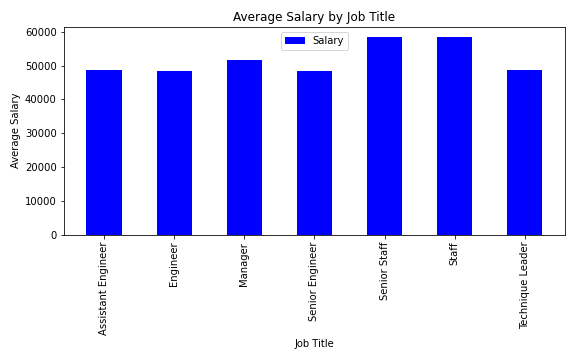 Average Salary by Job Title
Salary
Average Salary
60000
50000
40000
30000
20000
10000
0
Assistant Engineer
Engineer
Manager
Senior Engineer
Senior Staff
Staff
Technique Leader
Job Title